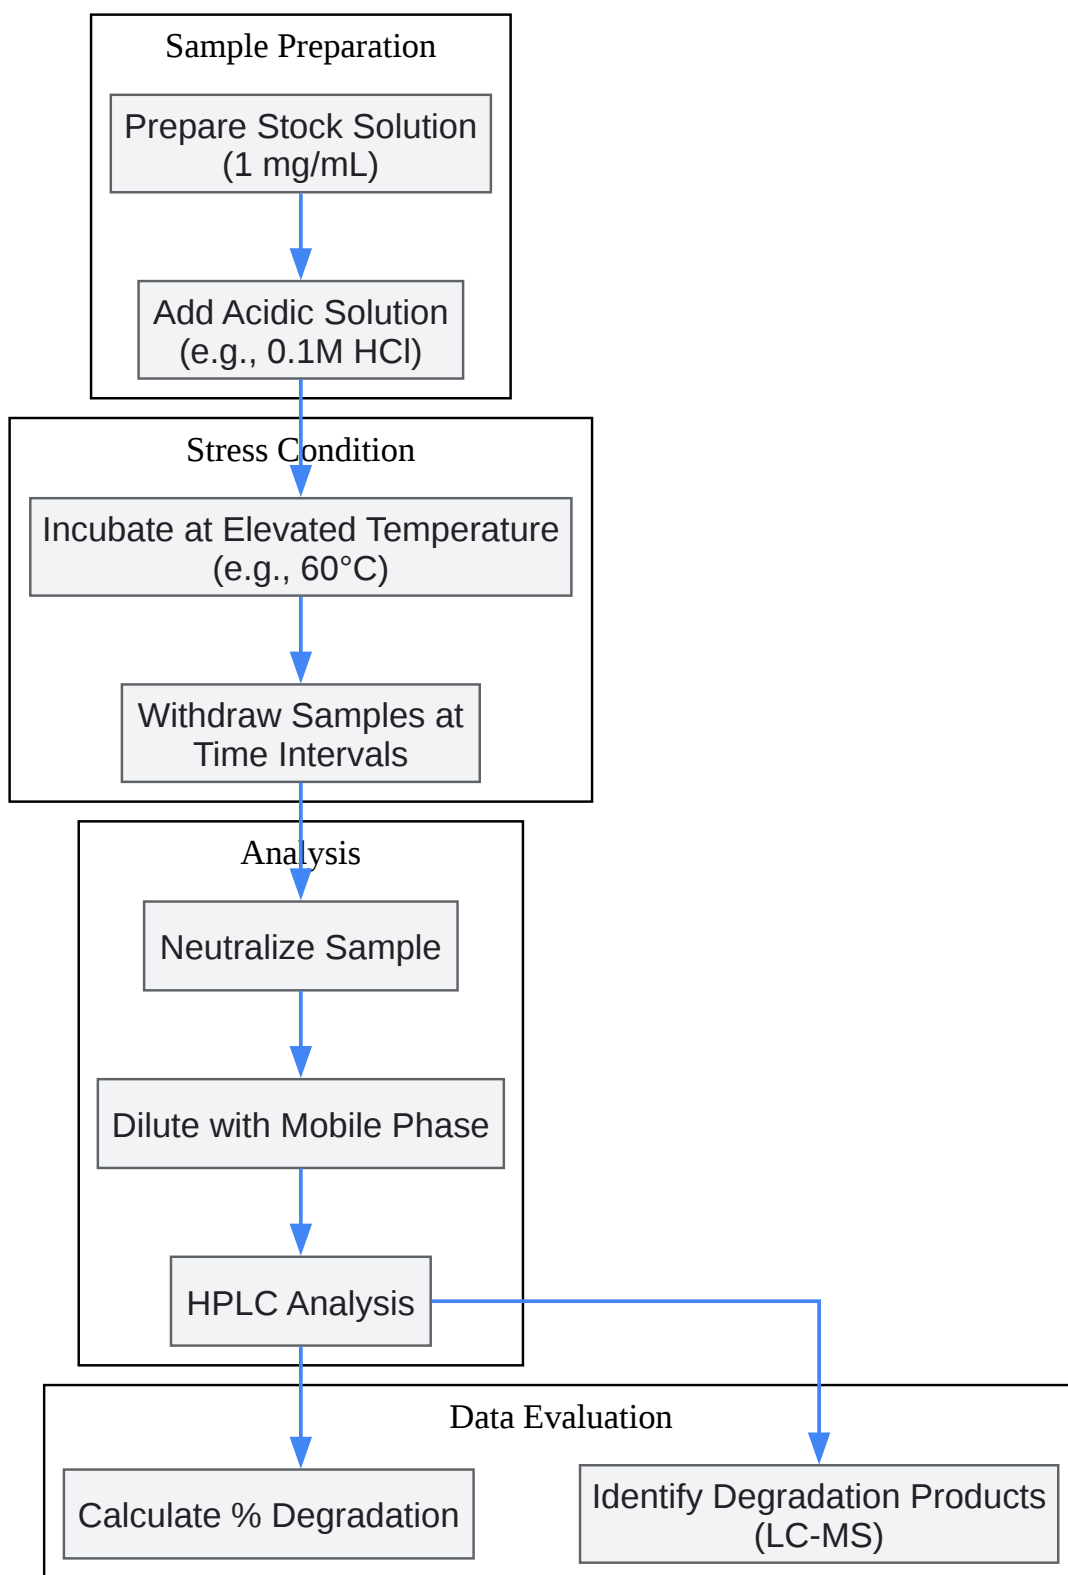 Sample Preparation
Prepare Stock Solution
(1 mg/mL)
Add Acidic Solution
(e.g., 0.1M HCl)
Stress Condition
Incubate at Elevated Temperature
(e.g., 60°C)
Withdraw Samples at
Time Intervals
Analysis
Neutralize Sample
Dilute with Mobile Phase
HPLC Analysis
Data Evaluation
Calculate % Degradation
Identify Degradation Products
(LC-MS)